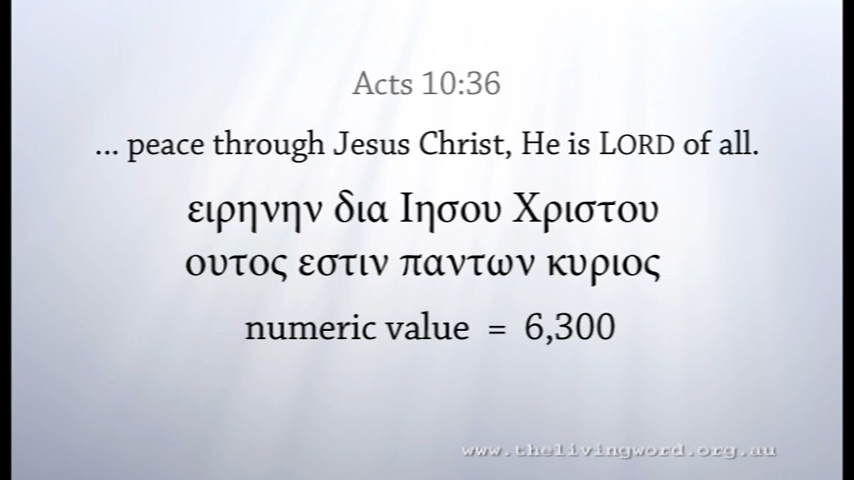 Acts 10:36
... peace through Jesus Christ, He is LORD of all.
ειρηνην δια Ιησου Χριστου
ουτος εστιν παντων κυριος
numeric value = 6,300
www.thelivingword.org.au